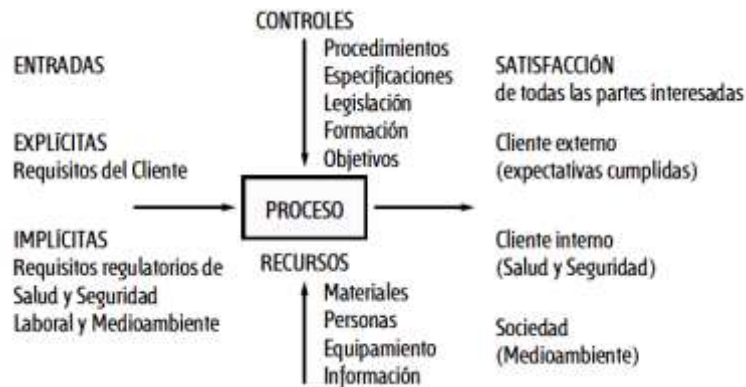 CONTROLES
Procedimientos
Especificaciones
Legislación
Formación
Objetivos
ENTRADAS
EXPLÍCITAS
Requisitos del Cliente
IMPLÍCITAS
Requisitos regulatorios de
Salud y Seguridad
Laboral y Medioambiente
PROCESO
RECURSOS
Materiales
Personas
Equipamiento
Información
SATISFACCIÓN
de todas las partes interesadas
Cliente externo
(expectativas cumplidas)
Cliente interno
(Salud y Seguridad)
Sociedad
(Medioambiente)